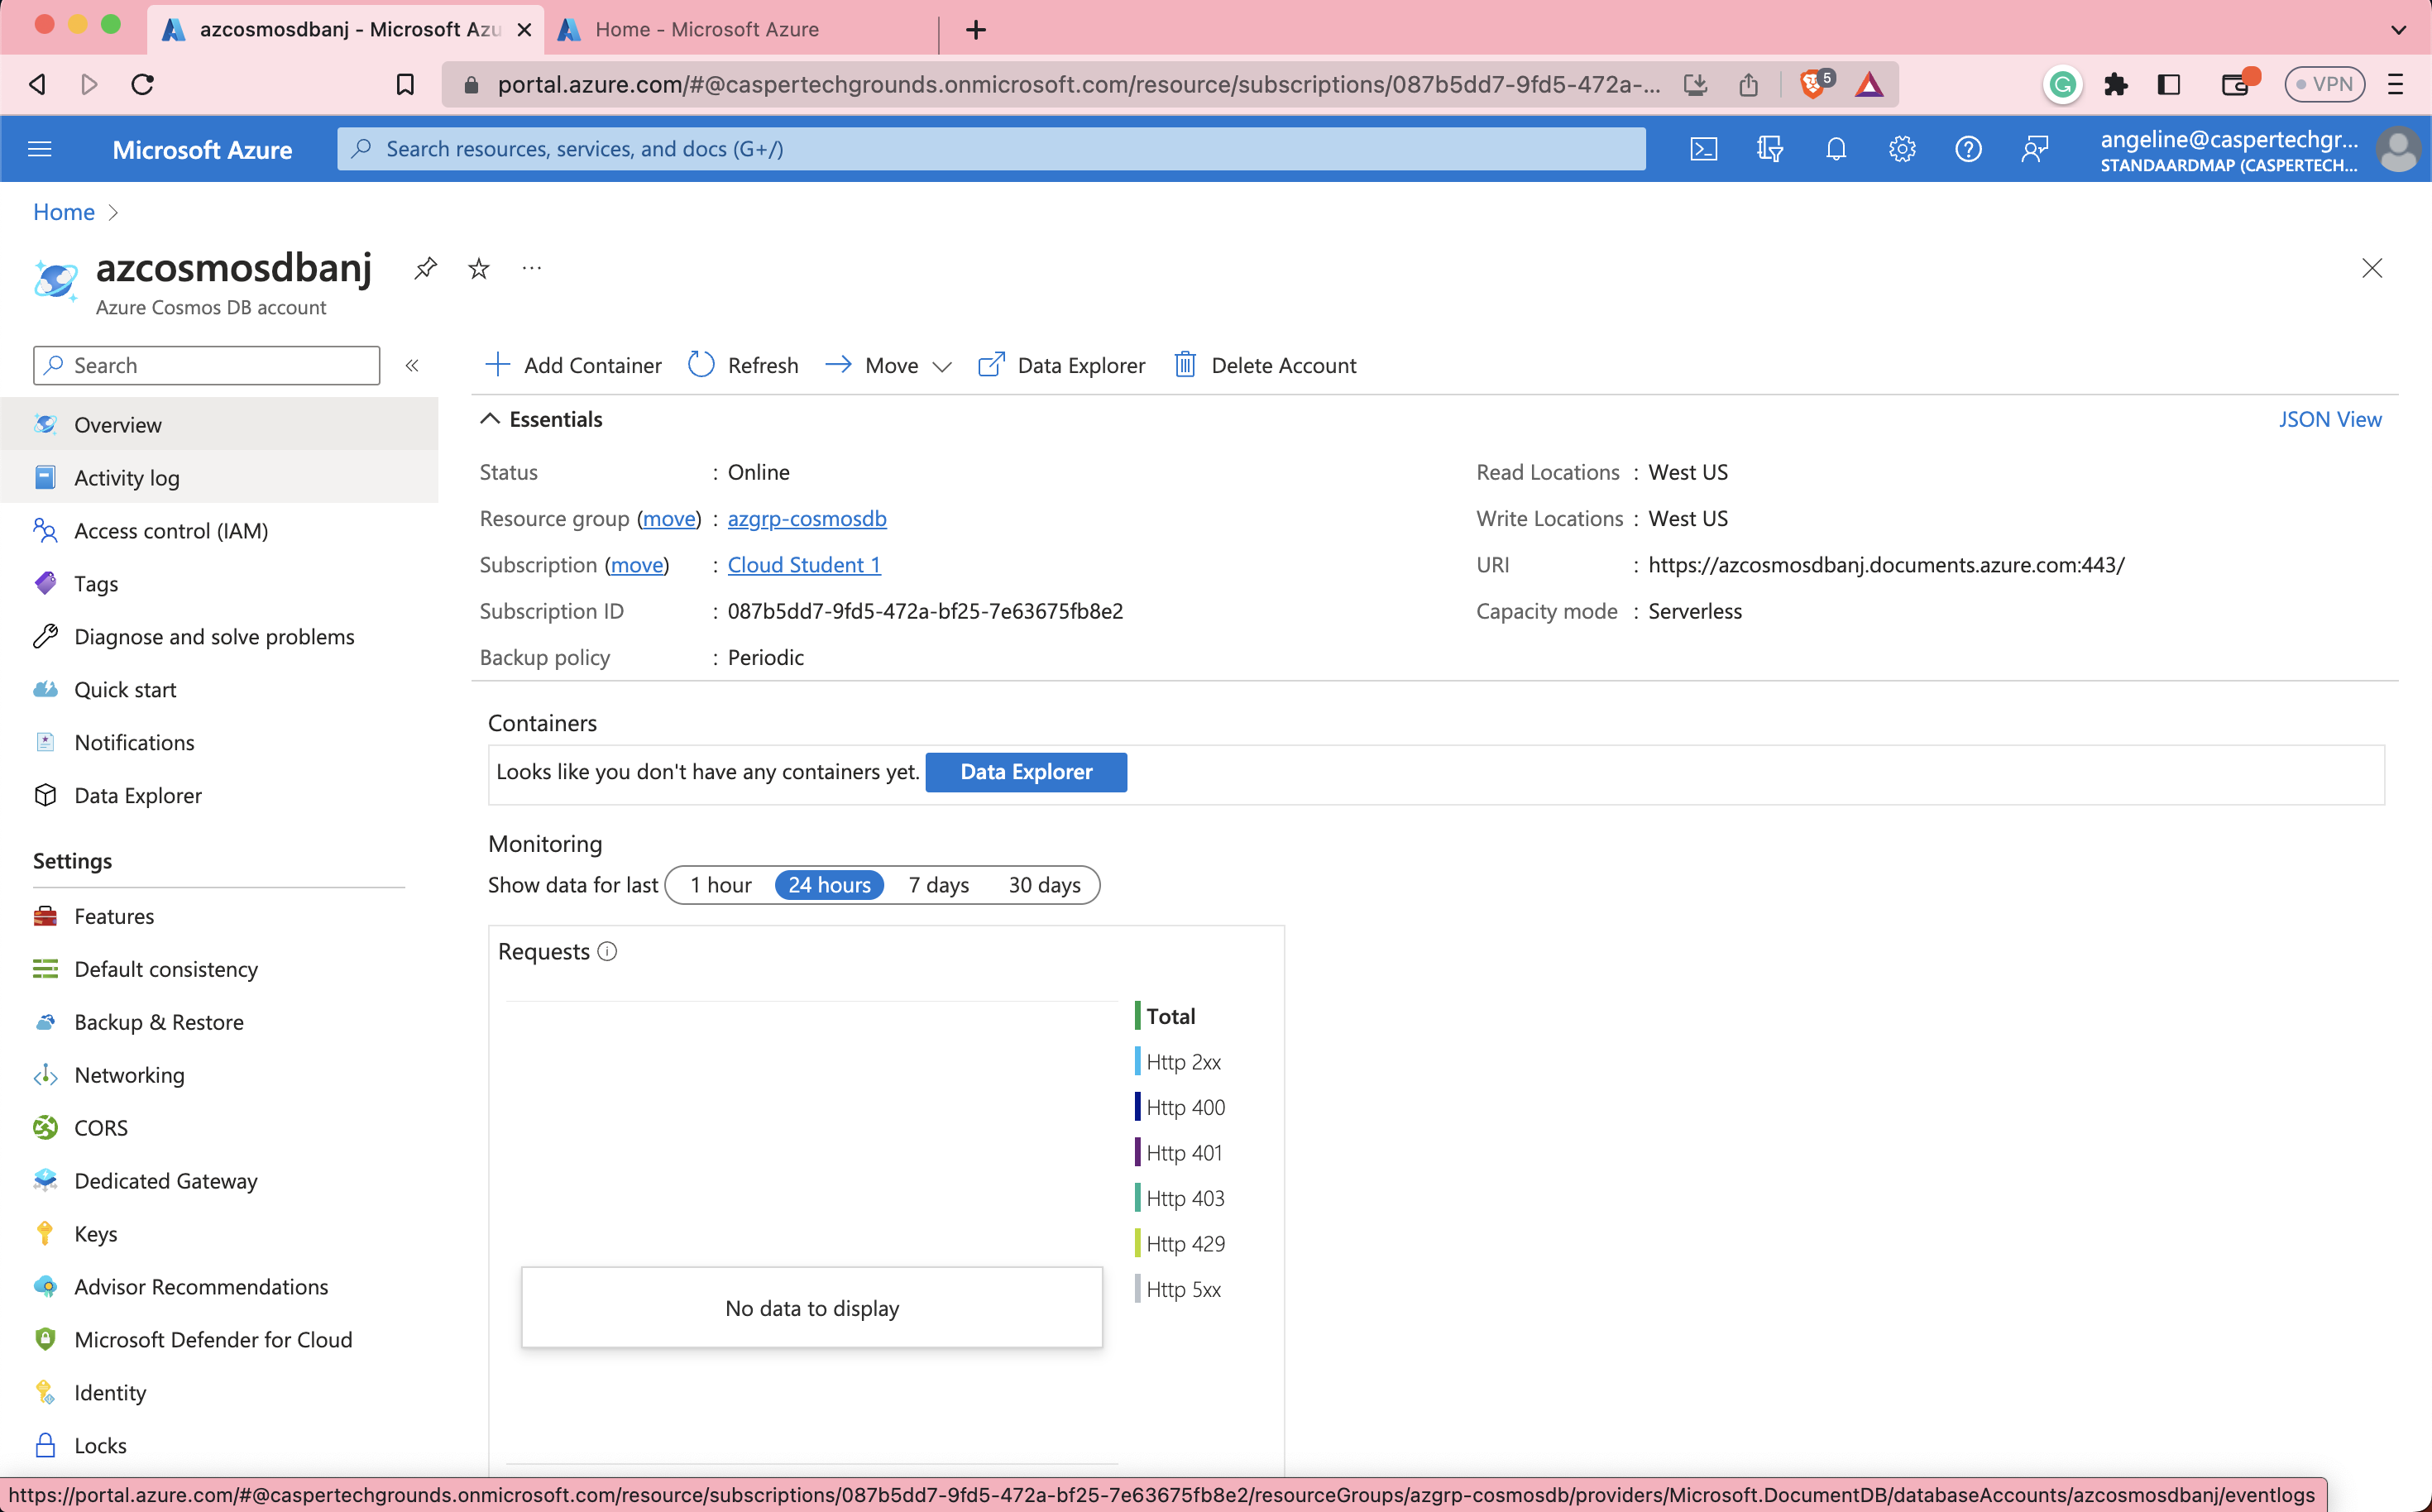 azcosmosdbanj - Microsoft Azu
Home - Microsoft Azure
portal.azure.com/#@caspertechgrounds.onmicrosoft.com/resource/subscriptions/087b5dd7-9fd5-472a-...
5
VPN
Microsoft Azure
Search resources, services, and docs (G+/)
angeline@caspertechgr...
STANDAARDMAP (CASPERTECH...
Home
azcosmosdbanj
Azure Cosmos DB account
Search
Add Container
Refresh
Move
Data Explorer
Delete Account
Overview
Activity log
Access control (IAM)
Tags
Diagnose and solve problems
Quick start
Notifications
Data Explorer
Settings
Features
Default consistency
Backup & Restore
Networking
CORS
Dedicated Gateway
Keys
Advisor Recommendations
Microsoft Defender for Cloud
Identity
Locks
Essentials
JSON View
Status : Online
Resource group (move) : azgrp-cosmosdb
Subscription (move) : Cloud Student 1
Subscription ID : 087b5dd7-9fd5-472a-bf25-7e63675fb8e2
Backup policy : Periodic
Read Locations : West US
Write Locations : West US
URI : https://azcosmosdbanj.documents.azure.com:443/
Capacity mode : Serverless
Containers
Looks like you don't have any containers yet. Data Explorer
Monitoring
Show data for last 1 hour 24 hours 7 days 30 days
Requests
Total
Http 2xx
Http 400
Http 401
Http 403
Http 429
Http 5xx
No data to display
https://portal.azure.com/#@caspertechgrounds.onmicrosoft.com/resource/subscriptions/087b5dd7-9fd5-472a-bf25-7e63675fb8e2/resourceGroups/azgrp-cosmosdb/providers/Microsoft.DocumentDB/databaseAccounts/azcosmosdbanj/eventlogs